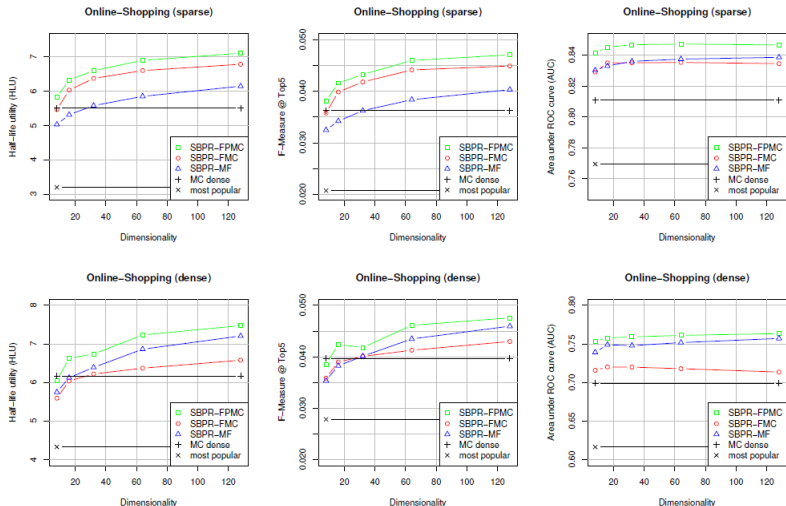 Online−Shopping (sparse)
Half−life utility (HLU)
7
6
5
4
3
SBPR−FPMC
SBPR−FMC
SBPR−MF
MC dense
most popular
20 40 60 80 100 120
Dimensionality
Online−Shopping (sparse)
F−Measure @ Top5
0.050
0.040
0.030
0.020
SBPR−FPMC
SBPR−FMC
SBPR−MF
MC dense
most popular
20 40 60 80 100 120
Dimensionality
Online−Shopping (sparse)
Area under ROC curve (AUC)
0.84
0.82
0.80
0.78
0.76
SBPR−FPMC
SBPR−FMC
SBPR−MF
MC dense
most popular
20 40 60 80 100 120
Dimensionality
Online−Shopping (dense)
Half−life utility (HLU)
8
7
6
5
4
SBPR−FPMC
SBPR−FMC
SBPR−MF
MC dense
most popular
20 40 60 80 100 120
Dimensionality
Online−Shopping (dense)
F−Measure @ Top5
0.050
0.040
0.030
0.020
SBPR−FPMC
SBPR−FMC
SBPR−MF
MC dense
most popular
20 40 60 80 100 120
Dimensionality
Online−Shopping (dense)
Area under ROC curve (AUC)
0.80
0.75
0.70
0.65
0.60
SBPR−FPMC
SBPR−FMC
SBPR−MF
MC dense
most popular
20 40 60 80 100 120
Dimensionality